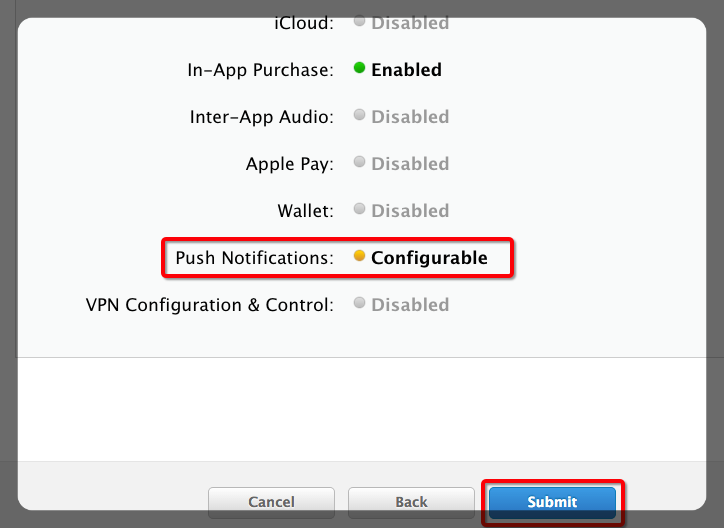 iCloud: Disabled
In-App Purchase: Enabled
Inter-App Audio: Disabled
Apple Pay: Disabled
Wallet: Disabled
Push Notifications: Configurable
VPN Configuration & Control: Disabled
Cancel Back Submit